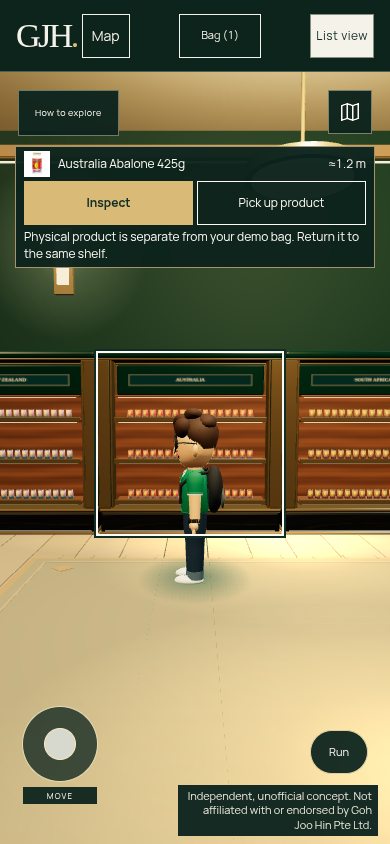 GJH.
Map
Bag (1)
List view
How to explore
Australia Abalone 425g
≈1.2 m
Inspect
Pick up product
Physical product is separate from your demo bag. Return it to
the same shelf.
ZEALAND
AUSTRALIA
SOUTH AFRICA
Run
MOVE
Independent, unofficial concept. Not
affiliated with or endorsed by Goh
Joo Hin Pte Ltd.